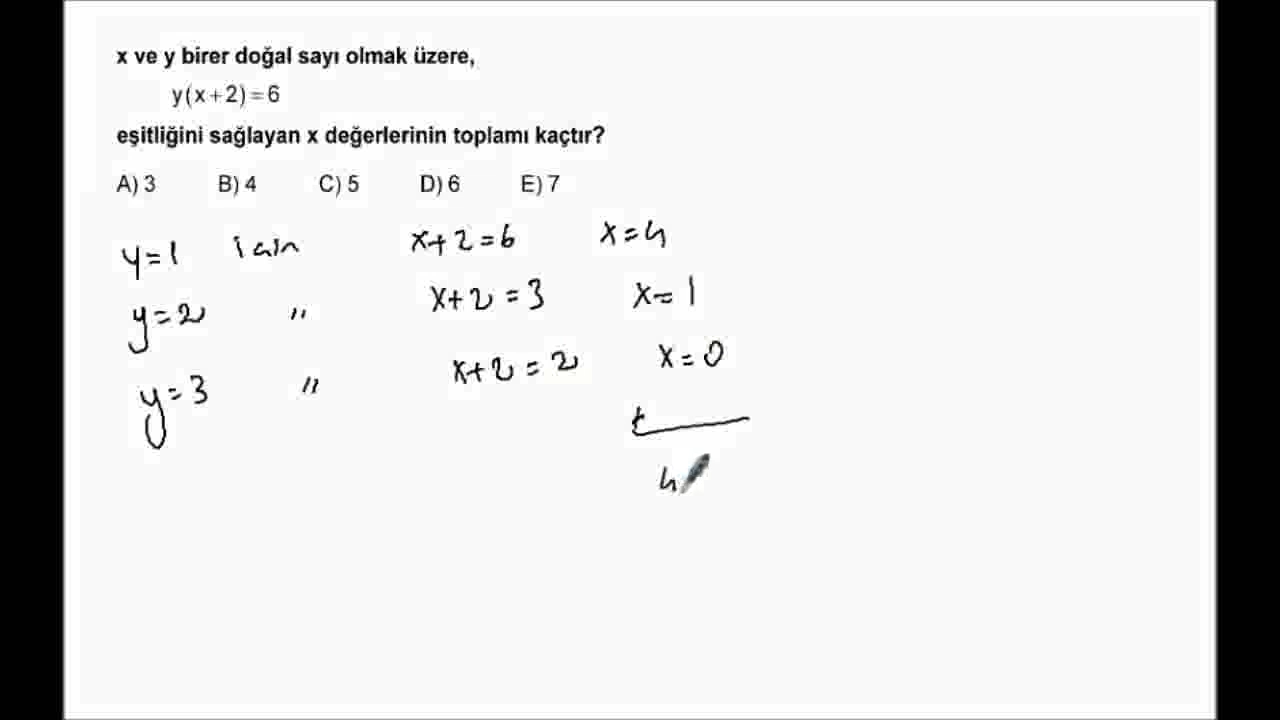 x ve y birer doğal sayı olmak üzere,
y(x+2)=6
eşitliğini sağlayan x değerlerinin toplamı kaçtır?
A) 3 B) 4 C) 5 D) 6 E) 7
y=1 için x+2=6 x=4
y=2 " x+2=3 x=1
y=3 " x+2=2 x=0
+
4